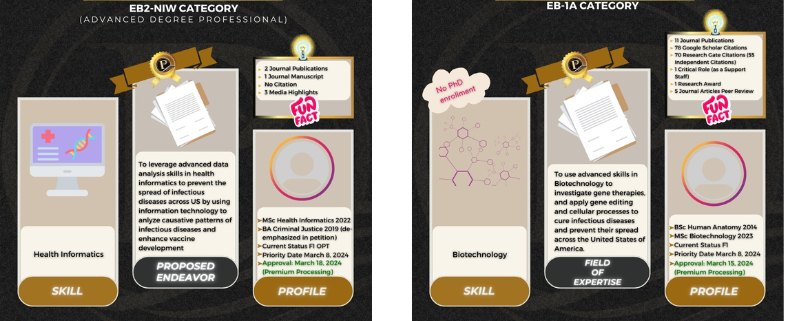 EB2-NIW CATEGORY
(ADVANCED DEGREE PROFESSIONAL)
P
2 Journal Publications
1 Journal Manuscript
No Citation
3 Media Highlights
FUN
FACT
Health Informatics
SKILL
To leverage advanced data
analysis skills in health
informatics to prevent the
spread of infectious
diseases across US by using
information technology to
anlyze causative patterns of
infectious diseases and
enhance vaccine
development
PROPOSED
ENDEAVOR
MSc Health Informatics 2022
BA Criminal Justice 2019 (de-
emphasized in petition)
Current Status F1 OPT
Priority Date March 8, 2024
Approval: March 18, 2024
(Premium Processing)
PROFILE
EB-1A CATEGORY
P
11 Journal Publications
76 Google Scholar Citations
70 Research Gate Citations (55
Independent Citations)
1 Critical Role (as a Support
Staff)
1 Research Award
5 Journal Articles Peer Review
FUN
FACT
No PhD
enrollment
Biotechnology
SKILL
To use advanced skills in
Biotechnology to
investigate gene therapies,
and apply gene editing
and cellular processes to
cure infectious diseases
and prevent their spread
across the United States of
America.
FIELD
OF
EXPERTISE
BSc Human Anatomy 2014
MSc Biotechnology 2023
Current Status F1
Priority Date March 8, 2024
Approval: March 15, 2024
(Premium Processing)
PROFILE